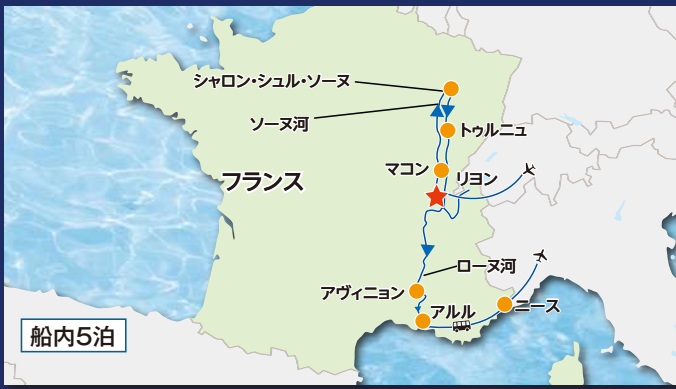 シャロン・シュル・ソーヌ
ソーヌ河
トゥルニュ
マコン
リヨン
フランス
ローヌ河
アヴィニョン
アルル
ニース
船内5泊